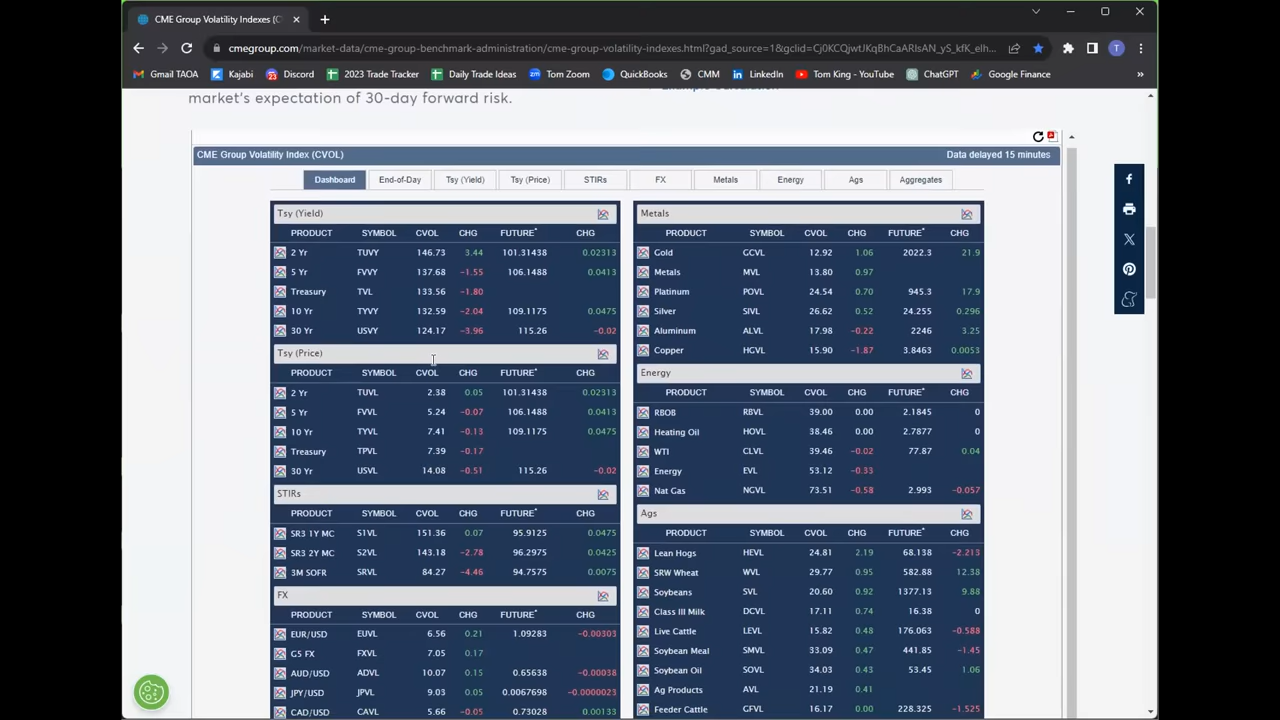 CME Group Volatility Indexes (C
cmegroup.com/market-data/cme-group-benchmark-administration/cme-group-volatility-indexes.html?gad_source=1&gclid=Cj0KCQjwtJKqBhCaARIsAN_yS_kfK_elh...
T
Gmail TAOA Kajabi Discord 2023 Trade Tracker Daily Trade Ideas Tom Zoom QuickBooks CMM LinkedIn Tom King - YouTube ChatGPT Google Finance »
market's expectation of 30-day forward risk.
CME Group Volatility Index (CVOL) Data delayed 15 minutes
Dashboard End-of-Day Tsy (Yield) Tsy (Price) STIRs FX Metals Energy Ags Aggregates
Tsy (Yield)
PRODUCT SYMBOL CVOL CHG FUTURE* CHG
2 Yr TUVY 146.73 3.44 101.31438 0.02313
5 Yr FVVY 137.68 -1.55 106.1488 0.0413
Treasury TVL 133.56 -1.80
10 Yr TYVY 132.59 -2.04 109.1175 0.0475
30 Yr USVY 124.17 -3.96 115.26 -0.02
Tsy (Price)
PRODUCT SYMBOL CVOL CHG FUTURE* CHG
2 Yr TUVL 2.38 0.05 101.31438 0.02313
5 Yr FVVL 5.24 -0.07 106.1488 0.0413
10 Yr TYVL 7.41 -0.13 109.1175 0.0475
Treasury TPVL 7.39 -0.17
30 Yr USVL 14.08 -0.51 115.26 -0.02
STIRs
PRODUCT SYMBOL CVOL CHG FUTURE* CHG
SR3 1Y MC S1VL 151.36 0.07 95.9125 0.0475
SR3 2Y MC S2VL 143.18 -2.78 96.2975 0.0425
3M SOFR SRVL 84.27 -4.46 94.7575 0.0075
FX
PRODUCT SYMBOL CVOL CHG FUTURE* CHG
EUR/USD EUVL 6.56 0.21 1.09283 -0.00303
G5 FX FXVL 7.05 0.17
AUD/USD ADVL 10.07 0.15 0.65638 -0.00038
JPY/USD JPVL 9.03 0.05 0.0067698 -0.0000023
CAD/USD CAVL 5.66 -0.05 0.73028 0.00133
Metals
PRODUCT SYMBOL CVOL CHG FUTURE* CHG
Gold GCVL 12.92 1.06 2022.3 21.9
Metals MVL 13.80 0.97
Platinum POVL 24.54 0.70 945.3 17.9
Silver SIVL 26.62 0.52 24.255 0.296
Aluminum ALVL 17.98 -0.22 2246 3.25
Copper HGVL 15.90 -1.87 3.8463 0.0053
Energy
PRODUCT SYMBOL CVOL CHG FUTURE* CHG
RBOB RBVL 39.00 0.00 2.1845 0
Heating Oil HOVL 38.46 0.00 2.7877 0
WTI CLVL 39.46 -0.02 77.87 0.04
Energy EVL 53.12 -0.33
Nat Gas NGVL 73.51 -0.58 2.993 -0.057
Ags
PRODUCT SYMBOL CVOL CHG FUTURE* CHG
Lean Hogs HEVL 24.81 2.19 68.138 -2.213
SRW Wheat WVL 29.77 0.95 582.88 12.38
Soybeans SVL 20.60 0.92 1377.13 9.88
Class III Milk DCVL 17.11 0.74 16.38 0
Live Cattle LEVL 15.82 0.48 176.063 -0.588
Soybean Meal SMVL 33.09 0.47 441.85 -1.45
Soybean Oil SOVL 34.03 0.43 53.45 1.06
Ag Products AVL 21.19 0.41
Feeder Cattle GFVL 16.17 0.00 228.325 -1.525